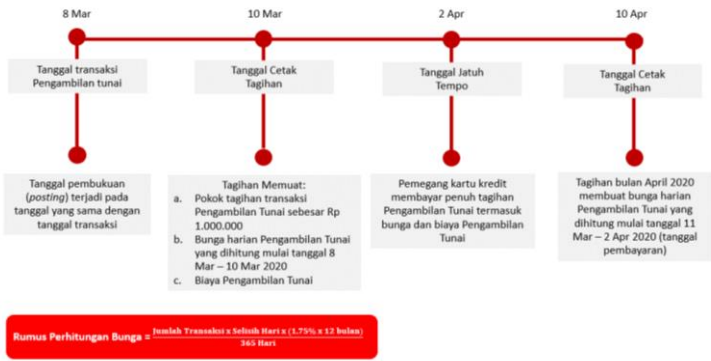 8 Mar
10 Mar
2 Apr
10 Apr
Tanggal transaksi
Pengambilan tunai
Tanggal Cetak
Tagihan
Tanggal Jatuh
Tempo
Tanggal Cetak
Tagihan
Tanggal pembukuan
(posting) terjadi pada
tanggal yang sama dengan
tanggal transaksi
Tagihan Memuat:
a. Pokok tagihan transaksi
Pengambilan Tunai sebesar Rp
1.000.000
b. Bunga harian Pengambilan Tunai
yang dihitung mulai tanggal 8
Mar – 10 Mar 2020
c. Biaya Pengambilan Tunai
Pemegang kartu kredit
membayar penuh tagihan
Pengambilan Tunai termasuk
bunga dan biaya Pengambilan
Tunai
Tagihan bulan April 2020
membuat bunga harian
Pengambilan Tunai yang
dihitung mulai tanggal 11
Mar – 2 Apr 2020 (tanggal
pembayaran)
Rumus Perhitungan Bunga = Jumlah Transaksi x Selisih Hari x (1.75% x 12 bulan)
365 Hari